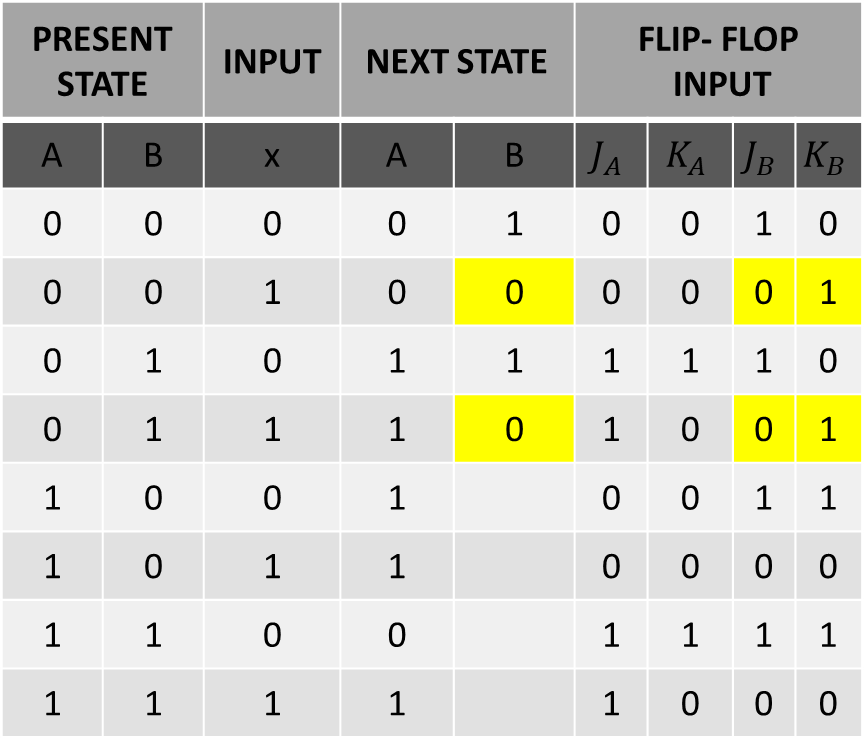 PRESENT STATE INPUT NEXT STATE FLIP- FLOP INPUT
A B x A B J_A K_A J_B K_B
0 0 0 0 1 0 0 1 0
0 0 1 0 0 0 0 0 1
0 1 0 1 1 1 1 1 0
0 1 1 1 0 1 0 0 1
1 0 0 1 0 0 1 1
1 0 1 1 0 0 0 0
1 1 0 0 1 1 1 1
1 1 1 1 1 0 0 0